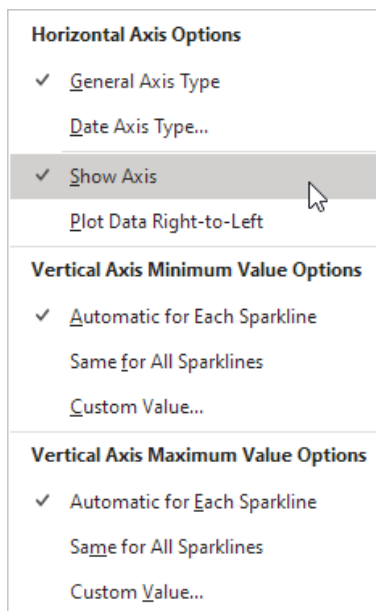 Horizontal Axis Options
General Axis Type
Date Axis Type...
Show Axis
Plot Data Right-to-Left
Vertical Axis Minimum Value Options
Automatic for Each Sparkline
Same for All Sparklines
Custom Value...
Vertical Axis Maximum Value Options
Automatic for Each Sparkline
Same for All Sparklines
Custom Value...